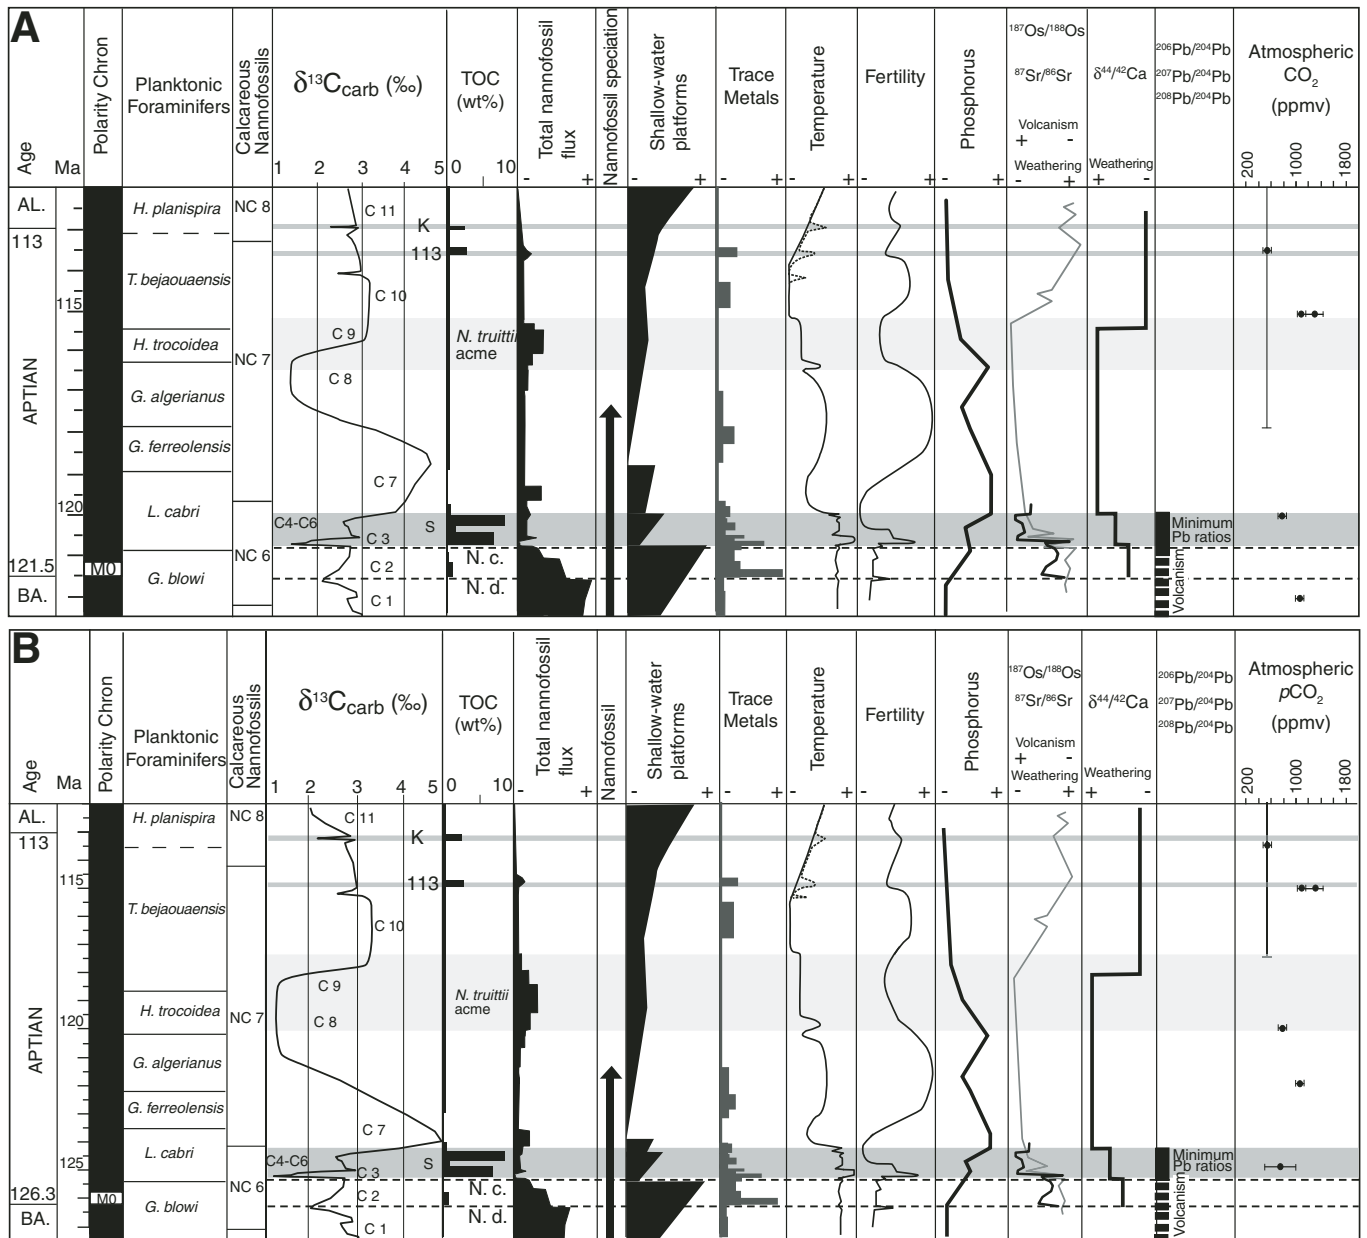 A
Age
Ma
Polarity Chron
Planktonic
Foraminifers
Calcareous
Nannofossils
δ13Ccarb (‰)
1 2 3 4 5
TOC
(wt%)
0 10
Total nannofossil
flux
- +
Nannofossil speciation
Shallow-water
platforms
- +
Trace
Metals
- +
Temperature
- +
Fertility
- +
Phosphorus
- +
187Os/188Os
87Sr/86Sr
Volcanism
+ -
Weathering
- +
δ44/42Ca
Weathering
+ -
206Pb/204Pb
207Pb/204Pb
208Pb/204Pb
Atmospheric
CO2
(ppmv)
200 1000 1800
AL.
113
APTIAN
121.5
BA.
115
120
M0
H. planispira
T. bejaouaensis
H. trocoidea
G. algerianus
G. ferreolensis
L. cabri
G. blowi
NC 8
NC 7
NC 6
C 11
K
113
C 10
C 9
C 8
C 7
C4-C6
C 3
S
C 2
N. c.
N. d.
C 1
N. truittii
acme
Minimum
Pb ratios
Volcanism
B
Age
Ma
Polarity Chron
Planktonic
Foraminifers
Calcareous
Nannofossils
δ13Ccarb (‰)
1 2 3 4 5
TOC
(wt%)
0 10
Total nannofossil
flux
- +
Nannofossil
Shallow-water
platforms
- +
Trace
Metals
- +
Temperature
- +
Fertility
- +
Phosphorus
- +
187Os/188Os
87Sr/86Sr
Volcanism
+ -
Weathering
- +
δ44/42Ca
Weathering
+ -
206Pb/204Pb
207Pb/204Pb
208Pb/204Pb
Atmospheric
pCO2
(ppmv)
200 1000 1800
AL.
113
APTIAN
126.3
BA.
115
120
125
M0
H. planispira
T. bejaouaensis
H. trocoidea
G. algerianus
G. ferreolensis
L. cabri
G. blowi
NC 8
NC 7
NC 6
C 11
K
113
C 10
C 9
C 8
C 7
C4-C6
C 3
S
C 2
N. c.
N. d.
C 1
N. truittii
acme
Minimum
Pb ratios
Volcanism